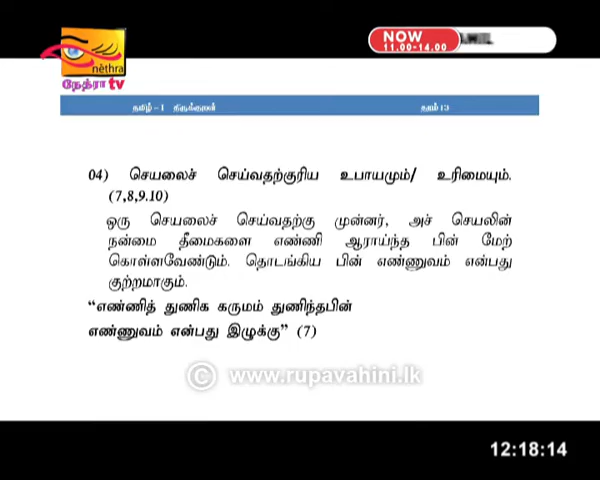 NOW
11.00-14.00
nethra
நேத்ரா tv
தமிழ் – 1 திருக்குறள் தரம் 13
04) செயலைச் செய்வதற்குரிய உபாயமும்/ உரிமையும்.
(7,8,9.10)
ஒரு செயலைச் செய்வதற்கு முன்னர், அச் செயலின்
நன்மை தீமைகளை எண்ணி ஆராய்ந்த பின் மேற்
கொள்ளவேண்டும். தொடங்கிய பின் எண்ணுவம் என்பது
குற்றமாகும்.
“எண்ணித் துணிக கருமம் துணிந்தபின்
எண்ணுவம் என்பது இழுக்கு” (7)
© www.rupavahini.lk
12:18:14